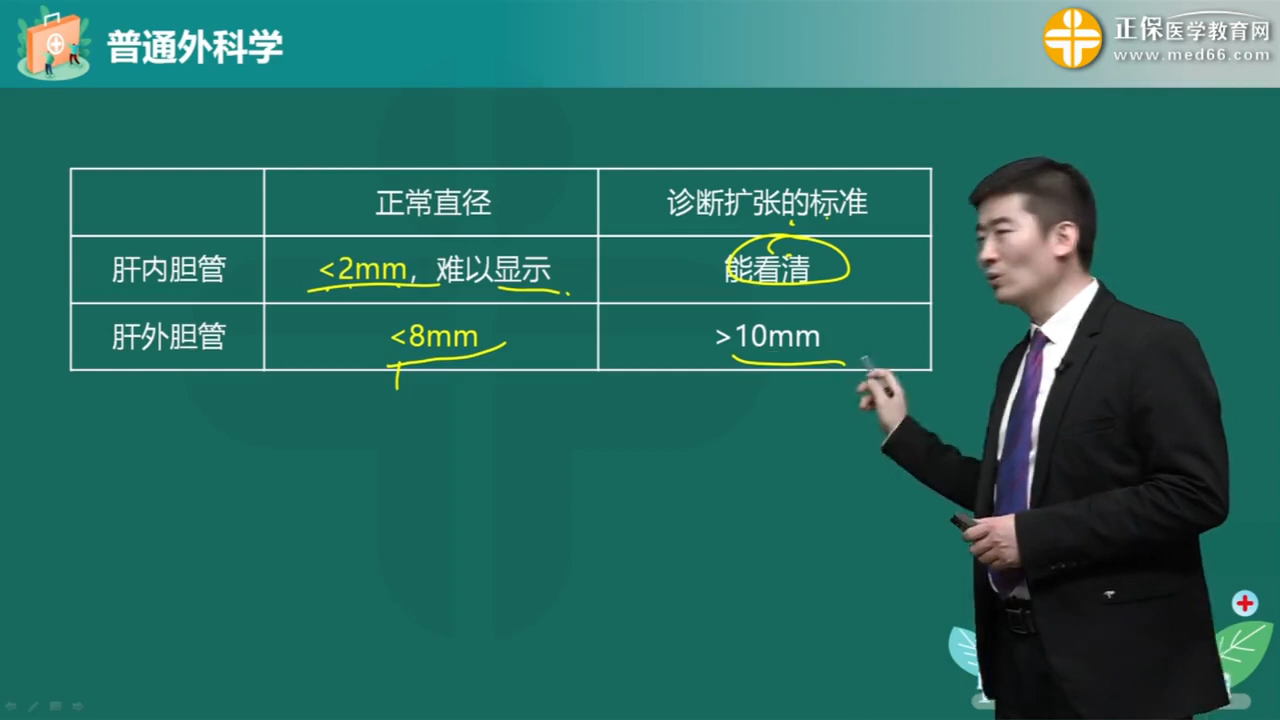 普通外科学
正保医学教育网
www.med66.com
正常直径 诊断扩张的标准
肝内胆管 <2mm，难以显示 能看清
肝外胆管 <8mm >10mm